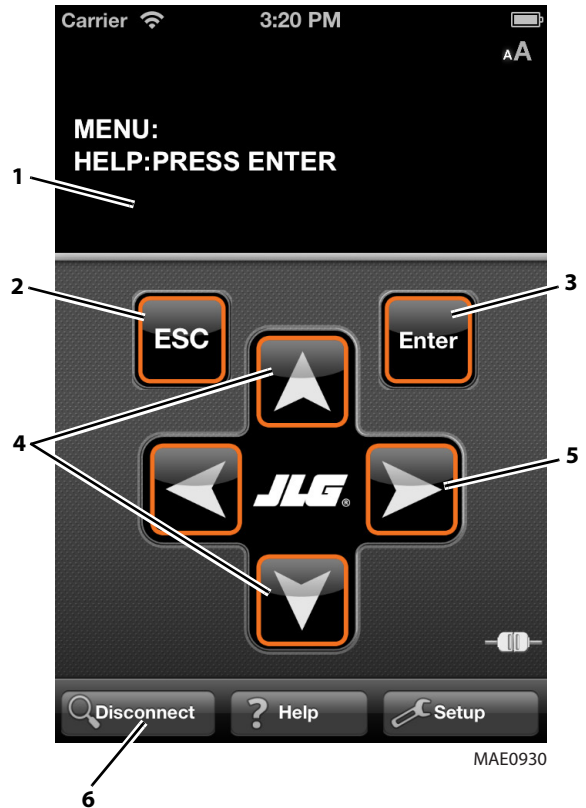 Carrier 3:20 PM
AA
MENU:
HELP:PRESS ENTER
1
2
3
ESC
Enter
4
5
JLG®
Disconnect
? Help
Setup
MAE0930
6